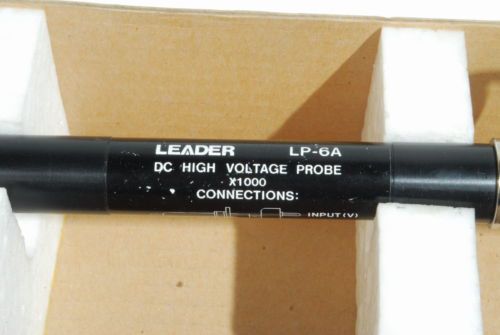 LEADER LP-6A
DC HIGH VOLTAGE PROBE
X1000
CONNECTIONS:
INPUT(V)